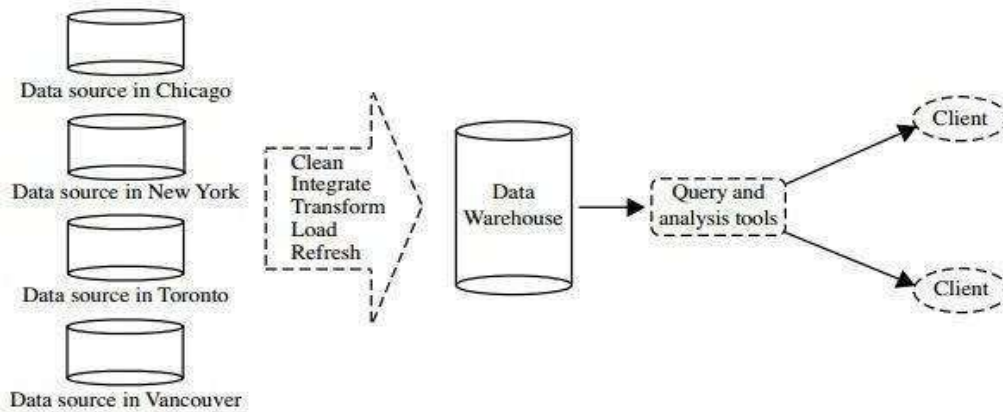 Data source in Chicago
Data source in New York
Data source in Toronto
Data source in Vancouver
Clean
Integrate
Transform
Load
Refresh
Data
Warehouse
Query and
analysis tools
Client
Client